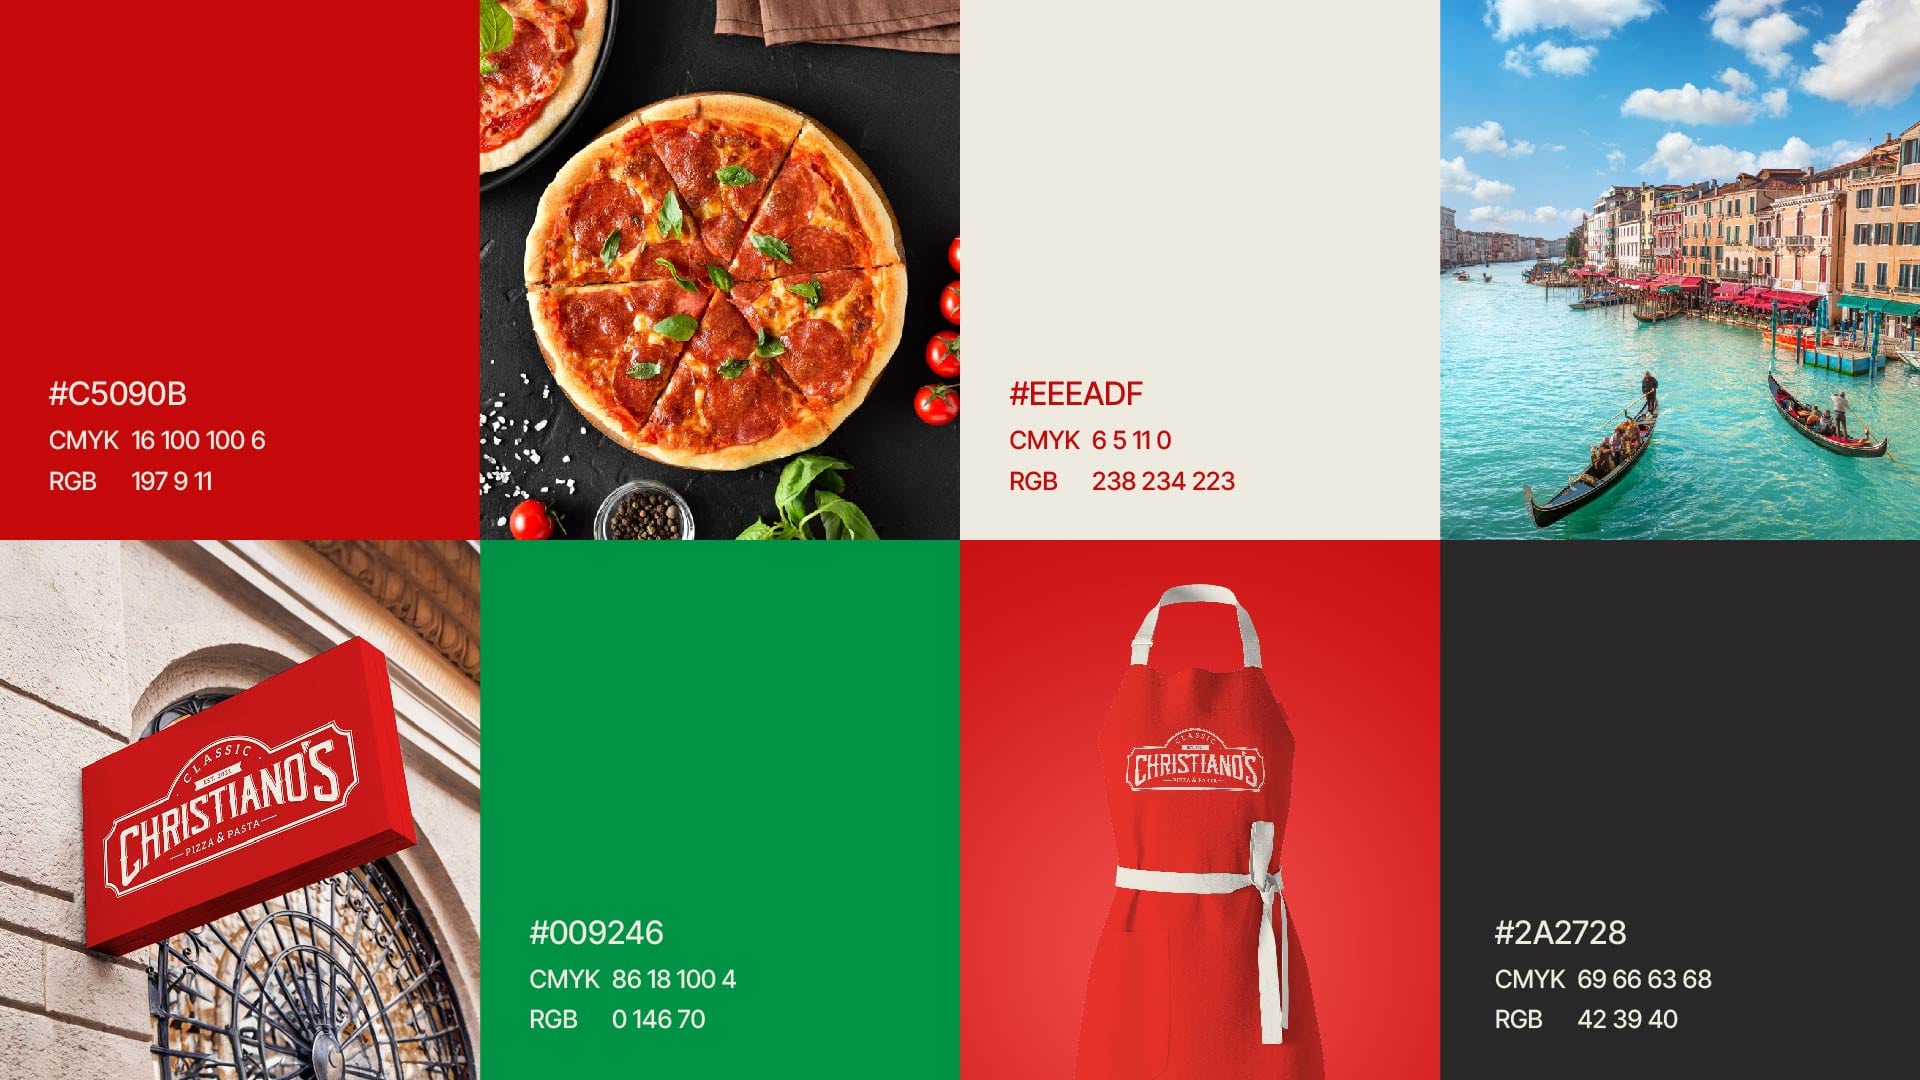 #C5090B
CMYK 16 100 100 6
RGB 197 9 11
#EEEADF
CMYK 6 5 11 0
RGB 238 234 223
CLASSIC
EST. 2021
CHRISTIANO'S
PIZZA & PASTA
#009246
CMYK 86 18 100 4
RGB 0 146 70
CLASSIC
CHRISTIANO'S
PIZZA & PASTA
#2A2728
CMYK 69 66 63 68
RGB 42 39 40